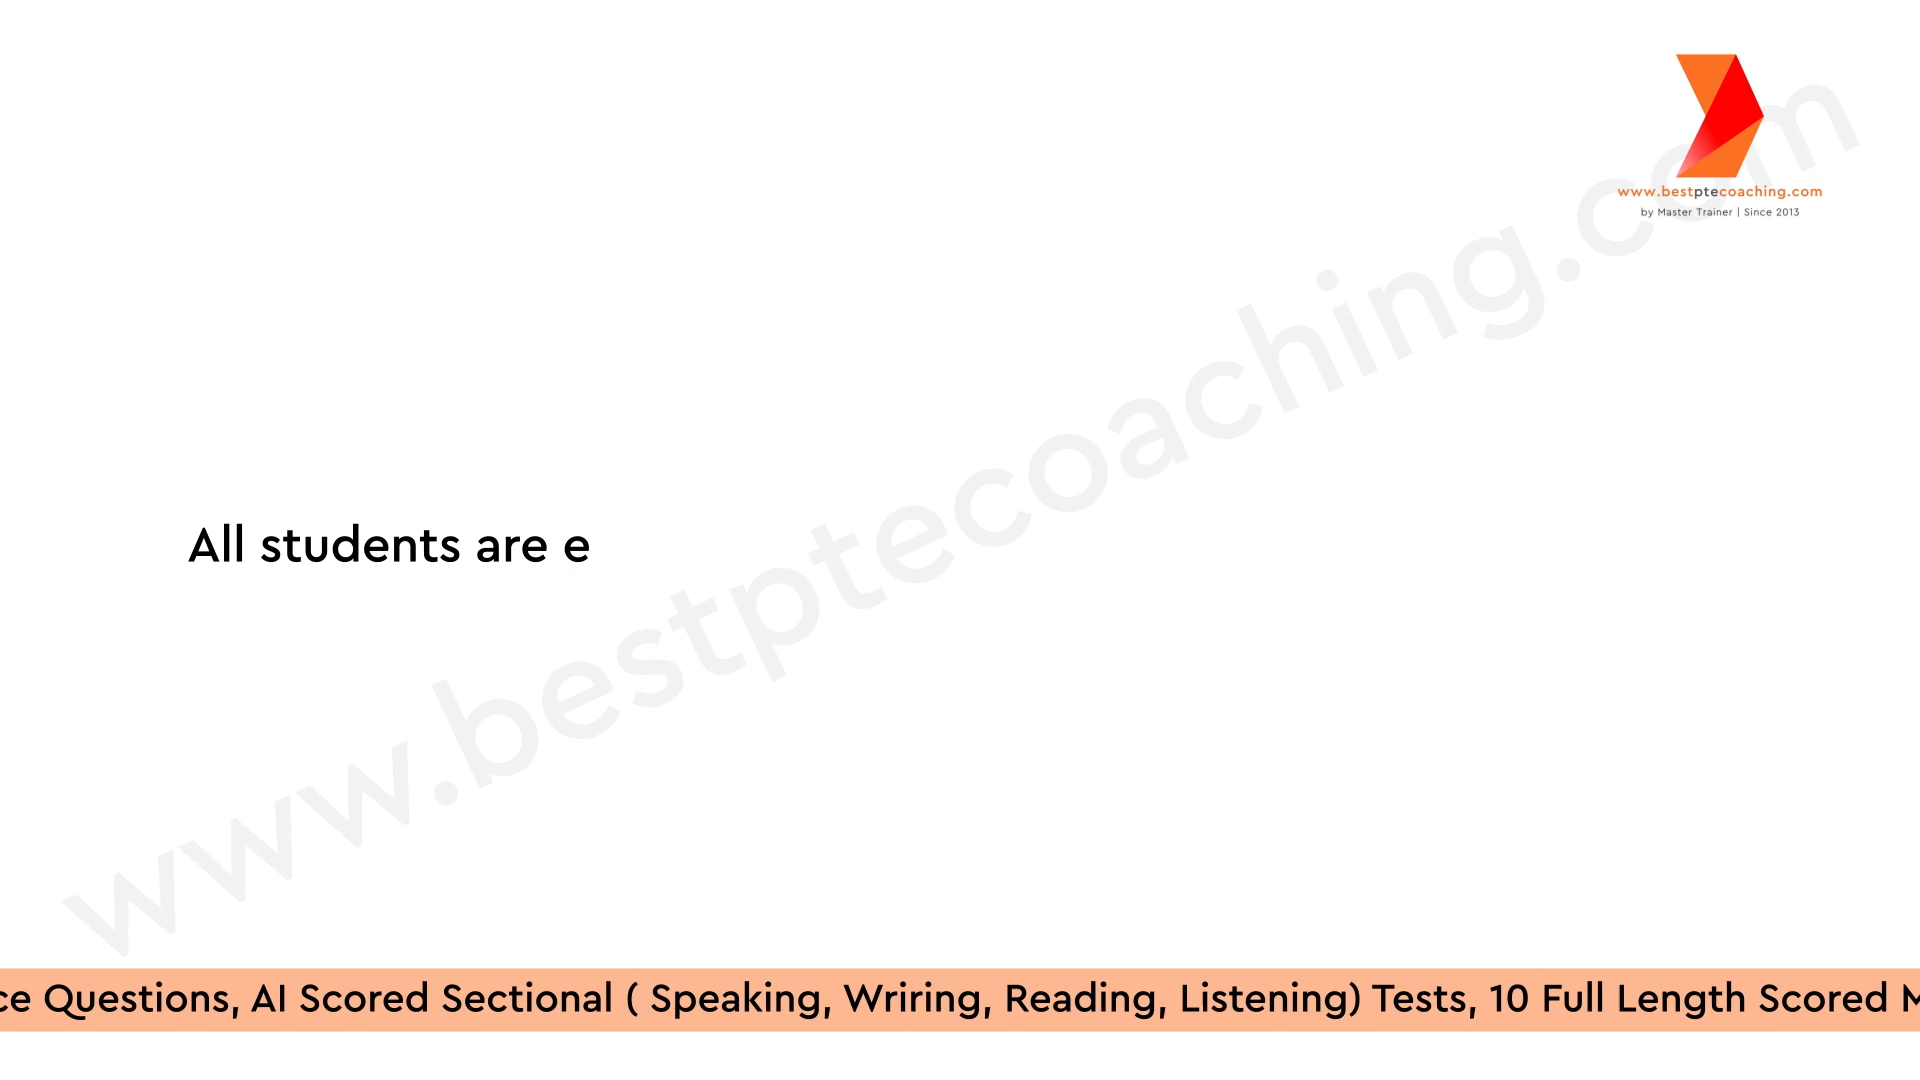 www.bestptecoaching.com
by Master Trainer | Since 2013
www.bestptecoaching.com
All students are e
ce Questions, AI Scored Sectional ( Speaking, Wriring, Reading, Listening) Tests, 10 Full Length Scored M